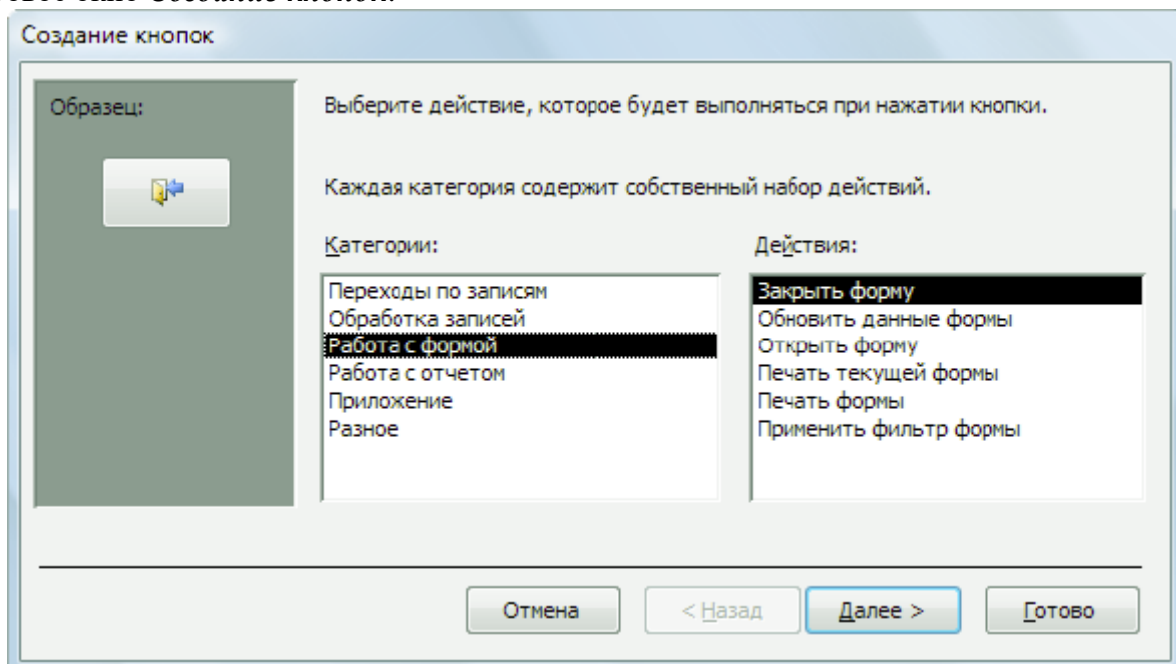 Создание кнопок
Образец:
Выберите действие, которое будет выполняться при нажатии кнопки.
Каждая категория содержит собственный набор действий.
Категории:
Переходы по записям
Обработка записей
Работа с формой
Работа с отчетом
Приложение
Разное
Действия:
Закрыть форму
Обновить данные формы
Открыть форму
Печать текущей формы
Печать формы
Применить фильтр формы
Отмена
< Назад
Далее >
Готово